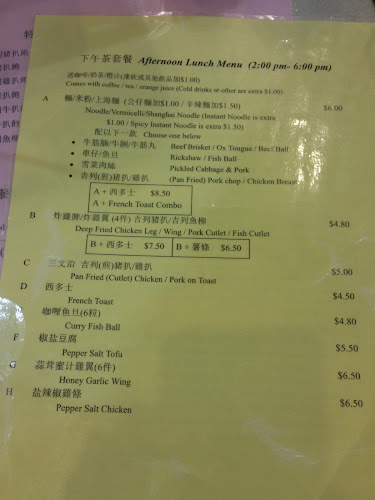 下午茶套餐 Afternoon Lunch Menu (2:00 pm- 6:00 pm)
送咖啡/奶茶/橙汁(凍飲或其他飲品加$1.00)
Comes with coffee / tea / orange juice (Cold drinks or other are extra $1.00)
A 麵/米粉/上海麵 (公仔麵加$1.00 / 辛辣麵加$1.50) $6.00
Noodle/Vermicelli/Shanghai Noodle (Instant Noodle is extra
$1.00 / Spicy Instant Noodle is extra $1.50)
配以下一款 Choose one below
• 牛筋腩/牛脷/牛筋丸 Beef Brisket / Ox Tongue / Beef Ball
• 車仔/魚旦 Rickshaw / Fish Ball
• 雪菜肉絲 Pickled Cabbage & Pork
• 吉列(煎)猪扒/雞扒 (Pan Fried) Pork chop / Chicken Breast
A + 西多士 $8.50
A + French Toast Combo
B 炸雞脾/炸雞翼 (4件) 吉列猪扒/吉列魚柳 $4.80
Deep Fried Chicken Leg / Wing / Pork Cutlet / Fish Cutlet
B + 西多士 $7.50 B + 薯條 $6.50
C 三文治 吉列(煎)猪扒/雞扒 $5.00
Pan Fried (Cutlet) Chicken / Pork on Toast
D 西多士 $4.50
French Toast
咖喱魚旦(6粒) $4.80
Curry Fish Ball
F 椒盐豆腐 $5.50
Pepper Salt Tofu
G 蒜茸蜜汁雞翼(6件) $6.50
Honey Garlic Wing
H 盐辣椒雞條 $6.50
Pepper Salt Chicken